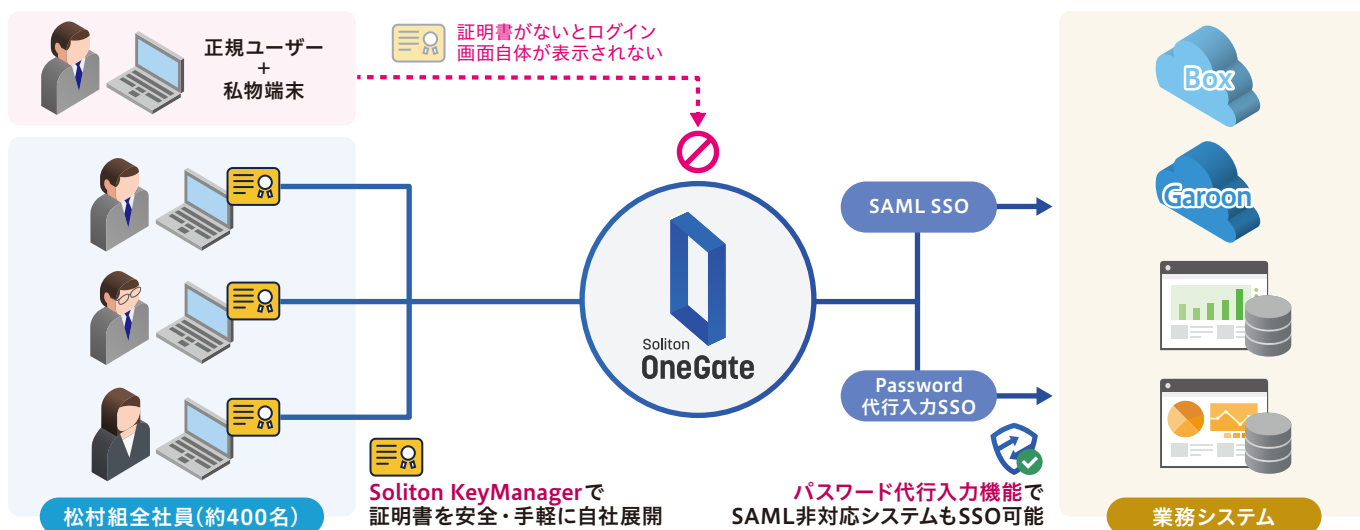 正規ユーザー
+
私物端末
証明書がないとログイン
画面自体が表示されない
Soliton
OneGate
SAML SSO
Password
代行入力SSO
Box
Garoon
Soliton KeyManagerで
証明書を安全・手軽に自社展開
パスワード代行入力機能で
SAML非対応システムもSSO可能
松村組全社員(約400名)
業務システム